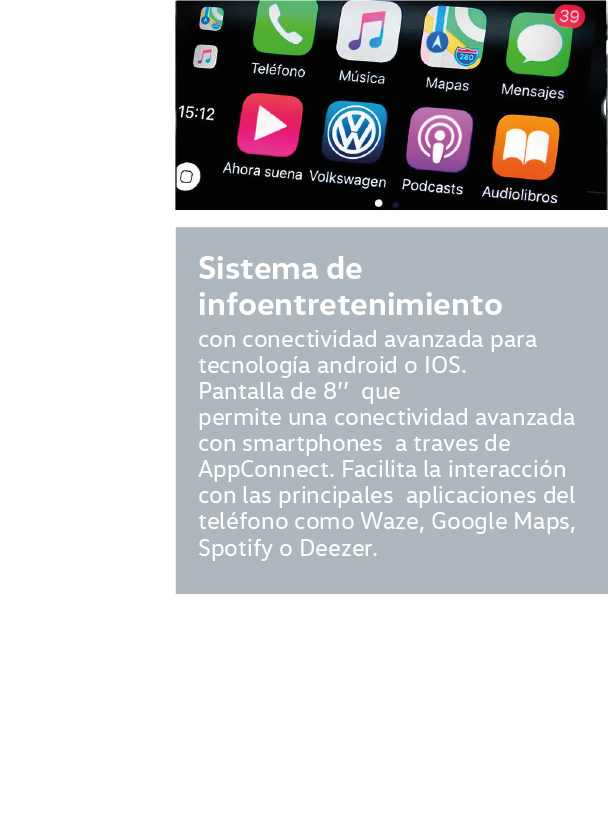 39
280
Teléfono
Música
Mapas
Mensajes
15:12
Ahora suena
Volkswagen
Podcasts
Audiolibros
Sistema de
infoentretenimiento
con conectividad avanzada para
tecnología android o IOS.
Pantalla de 8’’  que
permite una conectividad avanzada
con smartphones  a traves de
AppConnect. Facilita la interacción
con las principales  aplicaciones del
teléfono como Waze, Google Maps,
Spotify o Deezer.